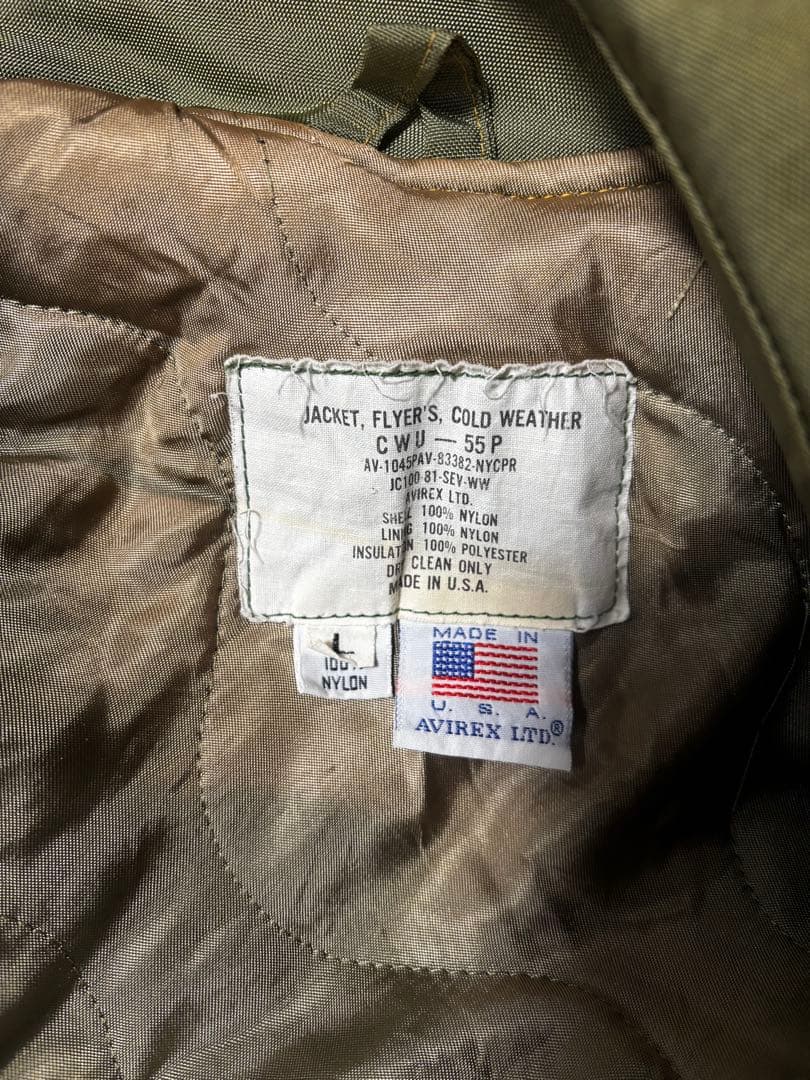 JACKET, FLYER'S, COLD WEATHER
CWU — 55P
AV-1045PAV-83382-NYCPR
JC100-81-SEV-WW
AVIREX LTD.
SHELL 100% NYLON
LINING 100% NYLON
INSULATION 100% POLYESTER
DRY CLEAN ONLY
MADE IN U.S.A.
L
100%
NYLON
MADE IN
U. S. A.
AVIREX LTD.®